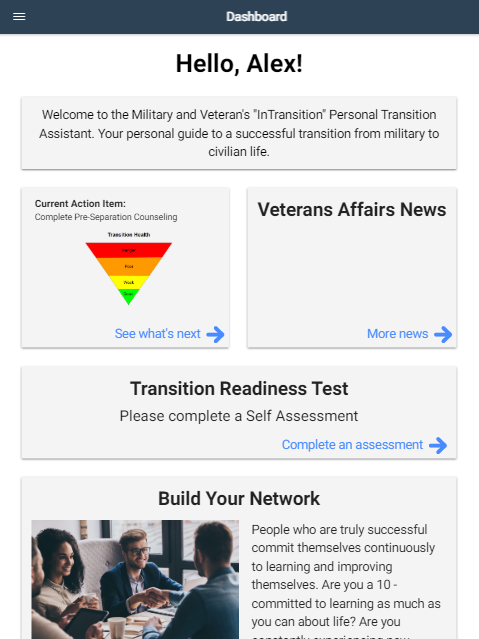 Dashboard
Hello, Alex!
Welcome to the Military and Veteran's "InTransition" Personal Transition
Assistant. Your personal guide to a successful transition from military to
civilian life.
Current Action Item:
Complete Pre-Separation Counseling
Transition Health
Poor
Weak
See what's next
Veterans Affairs News
More news
Transition Readiness Test
Please complete a Self Assessment
Complete an assessment
Build Your Network
People who are truly successful
commit themselves continuously
to learning and improving
themselves. Are you a 10 -
committed to learning as much as
you can about life? Are you
constantly experiencing new